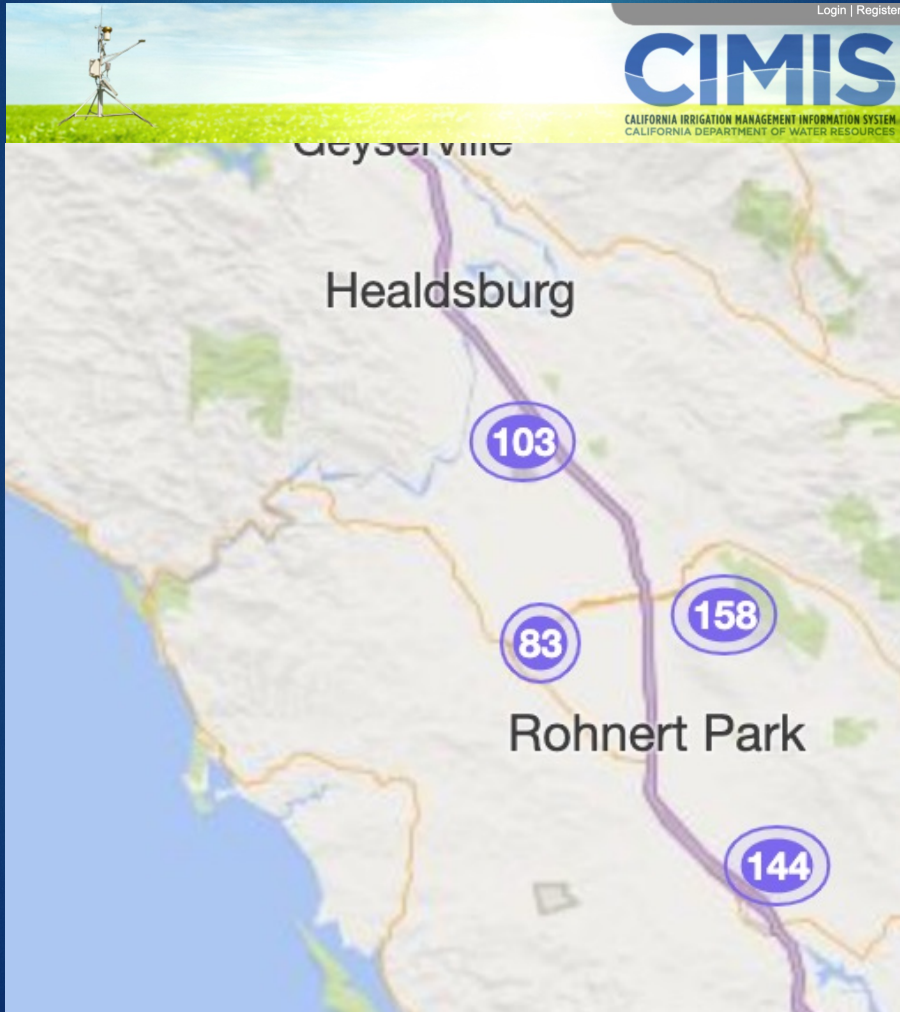 Login | Register
CIMIS
CALIFORNIA IRRIGATION MANAGEMENT INFORMATION SYSTEM
CALIFORNIA DEPARTMENT OF WATER RESOURCES
Geyserville
Healdsburg
103
158
83
Rohnert Park
144